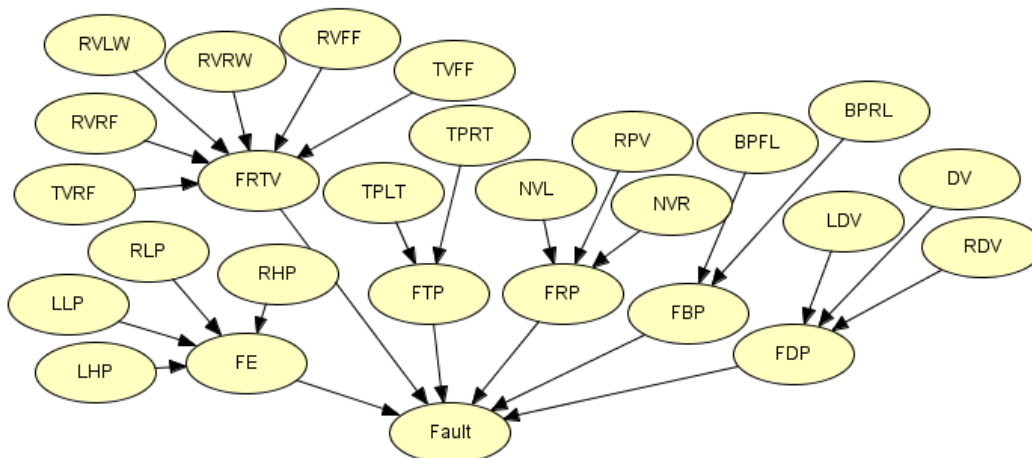 RVLW
RVRW
RVFF
TVFF
BPRL
RVRF
TPRT
RPV
BPFL
FRTV
TVRF
TPLT
NVL
NVR
DV
LDV
RLP
RDV
RHP
LLP
FTP
FRP
FBP
LHP
FE
FDP
Fault